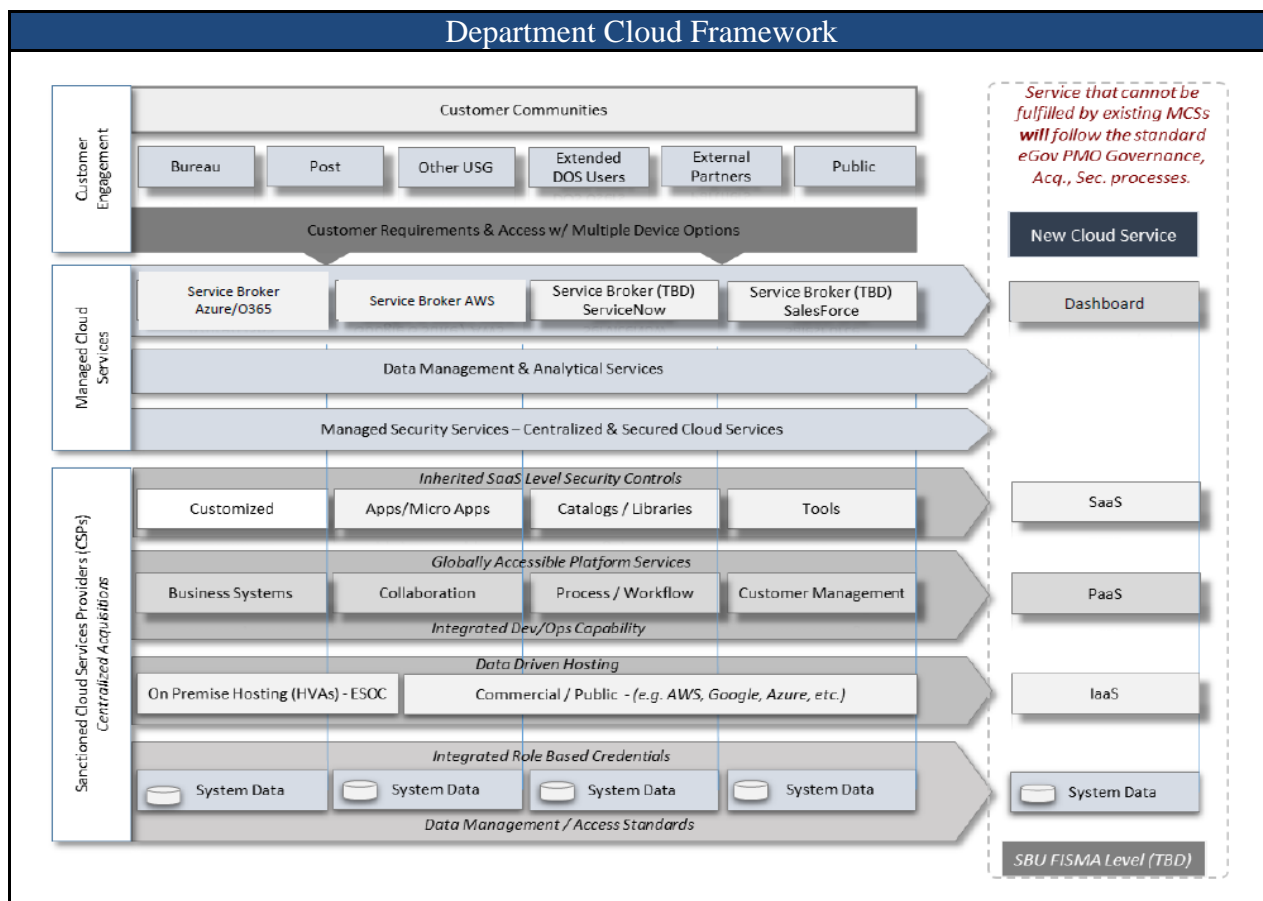 Department Cloud Framework
Customer
Engagement
Customer Communities
Bureau
Post
Other USG
Extended
DOS Users
External
Partners
Public
Customer Requirements & Access w/ Multiple Device Options
Service that cannot be
fulfilled by existing MCSs
will follow the standard
eGov PMO Governance,
Acq., Sec. processes.
New Cloud Service
Managed Cloud
Services
Service Broker
Azure/O365
Service Broker AWS
Service Broker (TBD)
ServiceNow
Service Broker (TBD)
SalesForce
Dashboard
Data Management & Analytical Services
Managed Security Services – Centralized & Secured Cloud Services
Sanctioned Cloud Services Providers (CSPs)
Centralized Acquisitions
Inherited SaaS Level Security Controls
Customized
Apps/Micro Apps
Catalogs / Libraries
Tools
SaaS
Globally Accessible Platform Services
Business Systems
Collaboration
Process / Workflow
Customer Management
PaaS
Integrated Dev/Ops Capability
Data Driven Hosting
On Premise Hosting (HVAs) - ESOC
Commercial / Public - (e.g. AWS, Google, Azure, etc.)
IaaS
Integrated Role Based Credentials
System Data
System Data
System Data
System Data
System Data
Data Management / Access Standards
SBU FISMA Level (TBD)